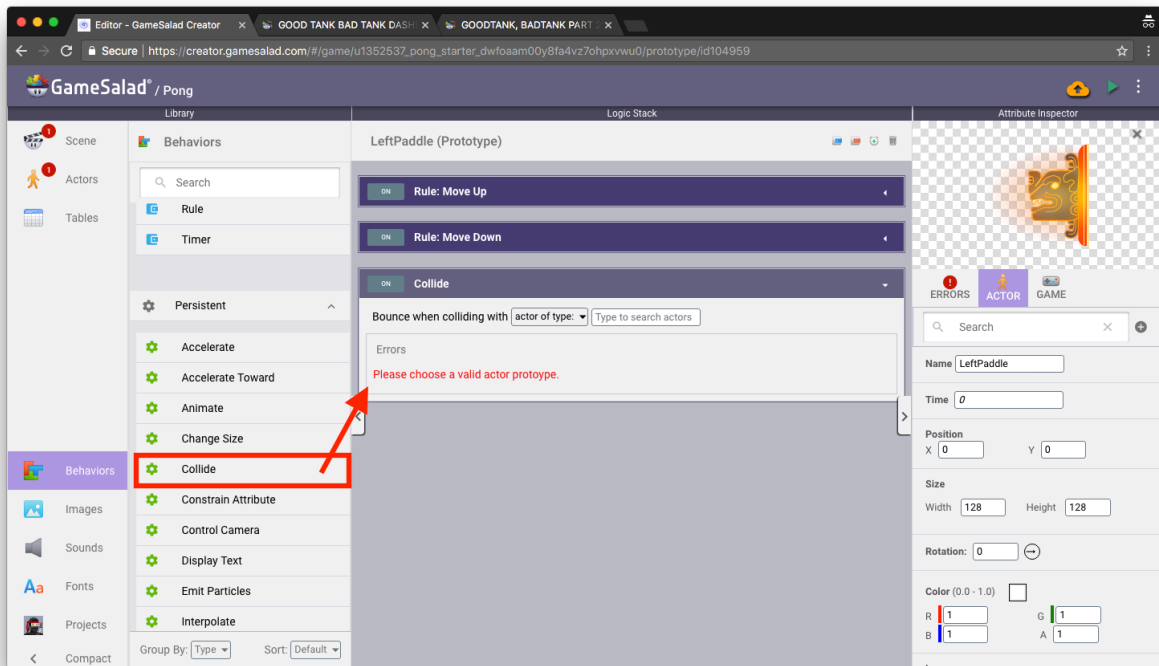 Editor - GameSalad Creator
GOOD TANK BAD TANK DASH
GOODTANK, BADTANK PART 2
Secure | https://creator.gamesalad.com/#/game/u1352537_pong_starter_dwfoaam00y8fa4vz7ohpxvwu0/prototype/id104959
GameSalad® / Pong
Library
Logic Stack
Attribute Inspector
1
Scene
1
Actors
Tables
Behaviors
Images
Sounds
Fonts
Projects
Compact
Behaviors
Search
Rule
Timer
Persistent
Accelerate
Accelerate Toward
Animate
Change Size
Collide
Constrain Attribute
Control Camera
Display Text
Emit Particles
Interpolate
Group By: Type Sort: Default
LeftPaddle (Prototype)
ON Rule: Move Up
ON Rule: Move Down
ON Collide
Bounce when colliding with actor of type: Type to search actors
Errors
Please choose a valid actor protoype.
ERRORS ACTOR GAME
Search
Name LeftPaddle
Time 0
Position
X 0 Y 0
Size
Width 128 Height 128
Rotation: 0
Color (0.0 - 1.0)
R 1 G 1
B 1 A 1